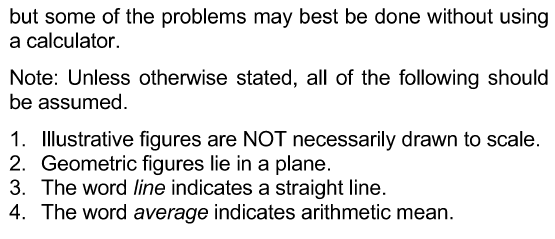 but some of the problems may best be done without using
a calculator.
Note: Unless otherwise stated, all of the following should
be assumed.
1. Illustrative figures are NOT necessarily drawn to scale.
2. Geometric figures lie in a plane.
3. The word line indicates a straight line.
4. The word average indicates arithmetic mean.